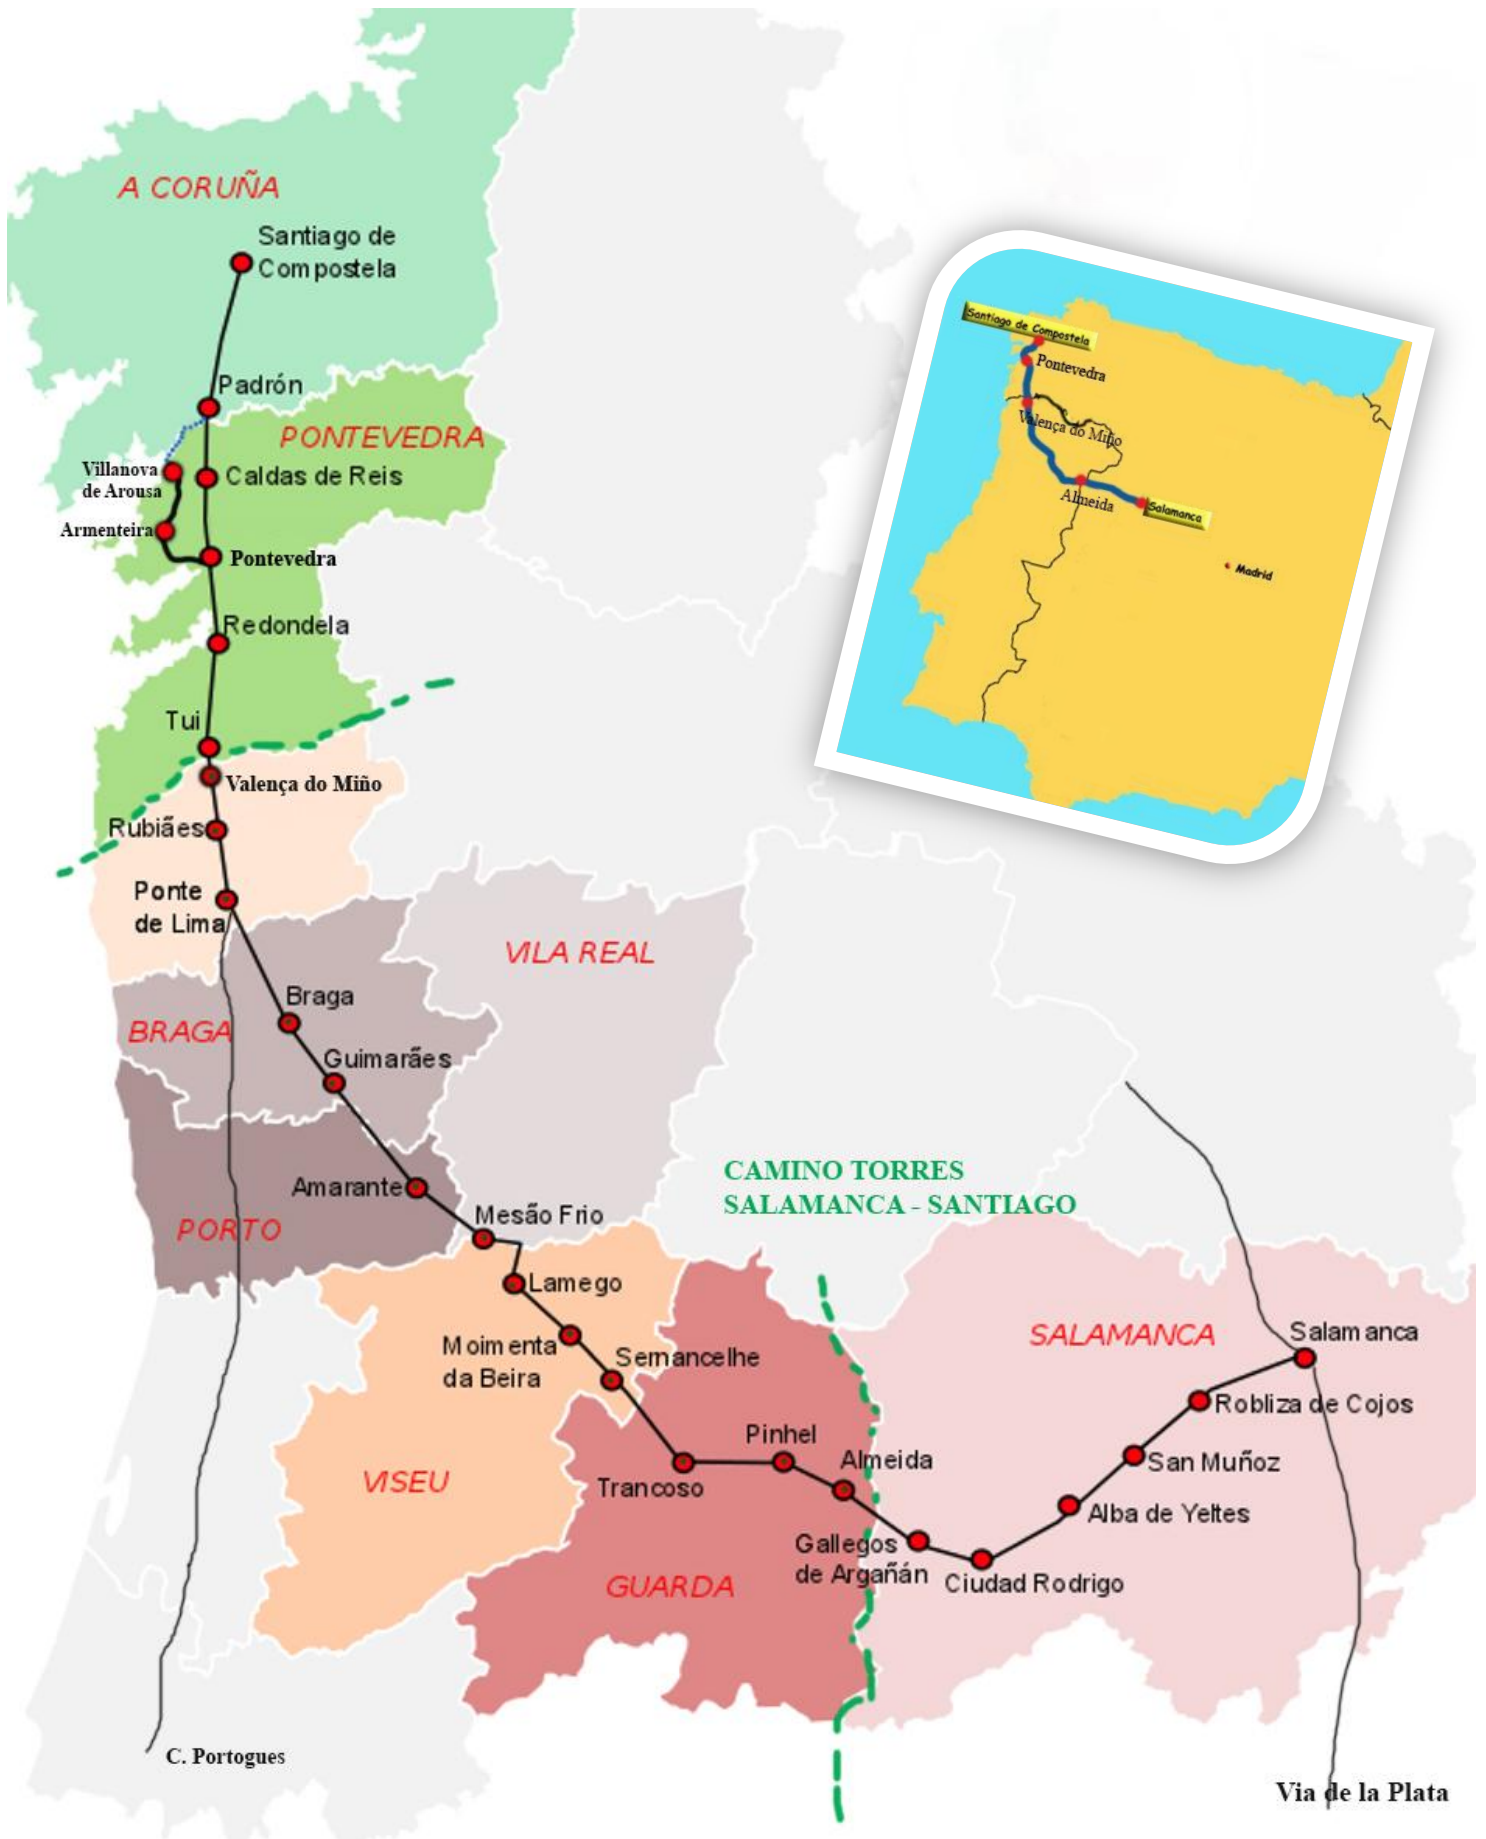 A CORUÑA
Santiago de
Compostela
Padrón
PONTEVEDRA
Villanova
de Arousa
Caldas de Reis
Armenteira
Pontevedra
Redondela
Tui
Valença do Miño
Rubiães
Ponte
de Lima
VILA REAL
Braga
BRAGA
Guimarães
Amarante
Mesão Frio
PORTO
CAMINO TORRES
SALAMANCA - SANTIAGO
Lamego
Moimenta
da Beira
Sernancelhe
SALAMANCA
Salamanca
Robliza de Cojos
San Muñoz
Alba de Yeltes
Pinhel
Almeida
Trancoso
VISEU
Gallegos
de Argañán
Ciudad Rodrigo
GUARDA
C. Portogues
Via de la Plata
Santiago de Compostela
Pontevedra
Valença do Miño
Almeida
Salamanca
Madrid